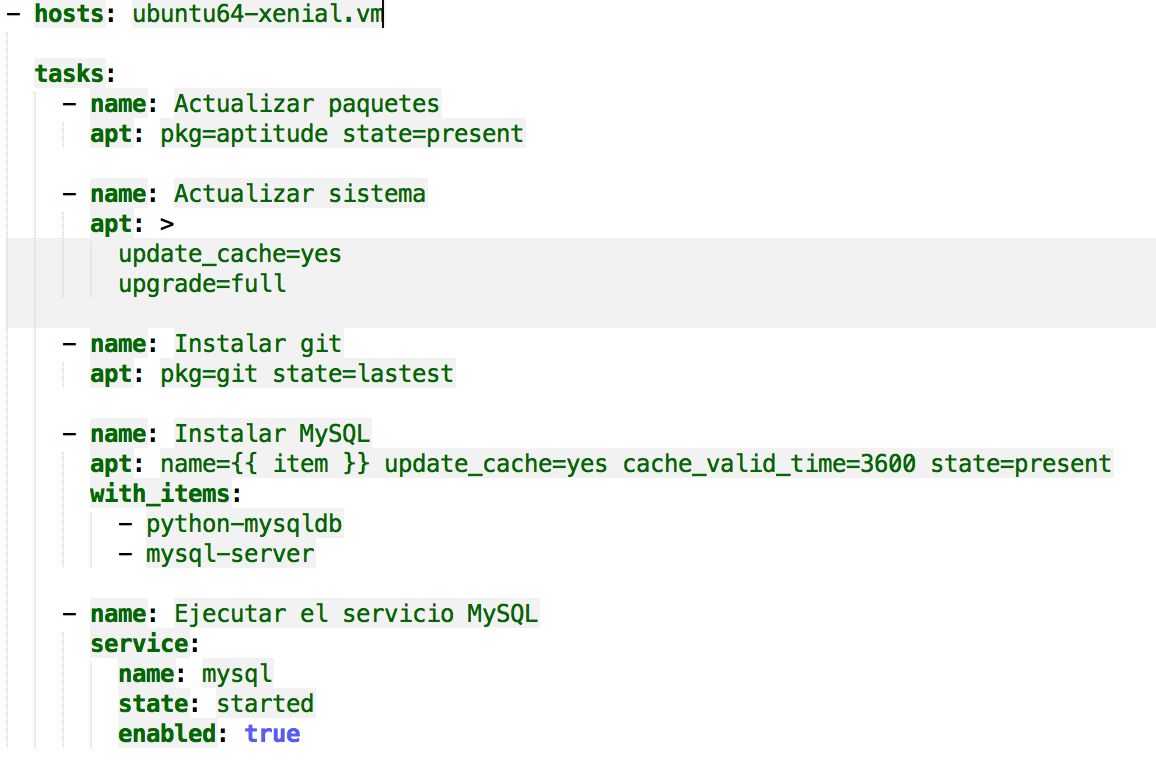 - hosts: ubuntu64-xenial.vm
tasks:
- name: Actualizar paquetes
apt: pkg=aptitude state=present
- name: Actualizar sistema
apt: >
update_cache=yes
upgrade=full
- name: Instalar git
apt: pkg=git state=lastest
- name: Instalar MySQL
apt: name={{ item }} update_cache=yes cache_valid_time=3600 state=present
with_items:
- python-mysqldb
- mysql-server
- name: Ejecutar el servicio MySQL
service:
name: mysql
state: started
enabled: true